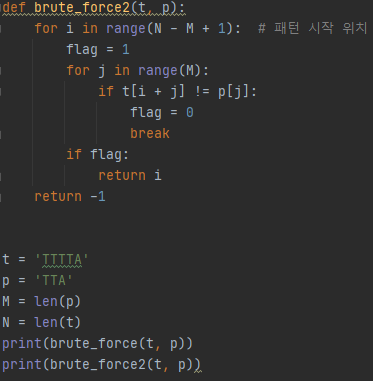 def brute_force2(t, p):
    for i in range(N - M + 1):  # 패턴 시작 위치
        flag = 1
        for j in range(M):
            if t[i + j] != p[j]:
                flag = 0
                break
        if flag:
            return i
    return -1
t = 'TTTTA'
p = 'TTA'
M = len(p)
N = len(t)
print(brute_force(t, p))
print(brute_force2(t, p))